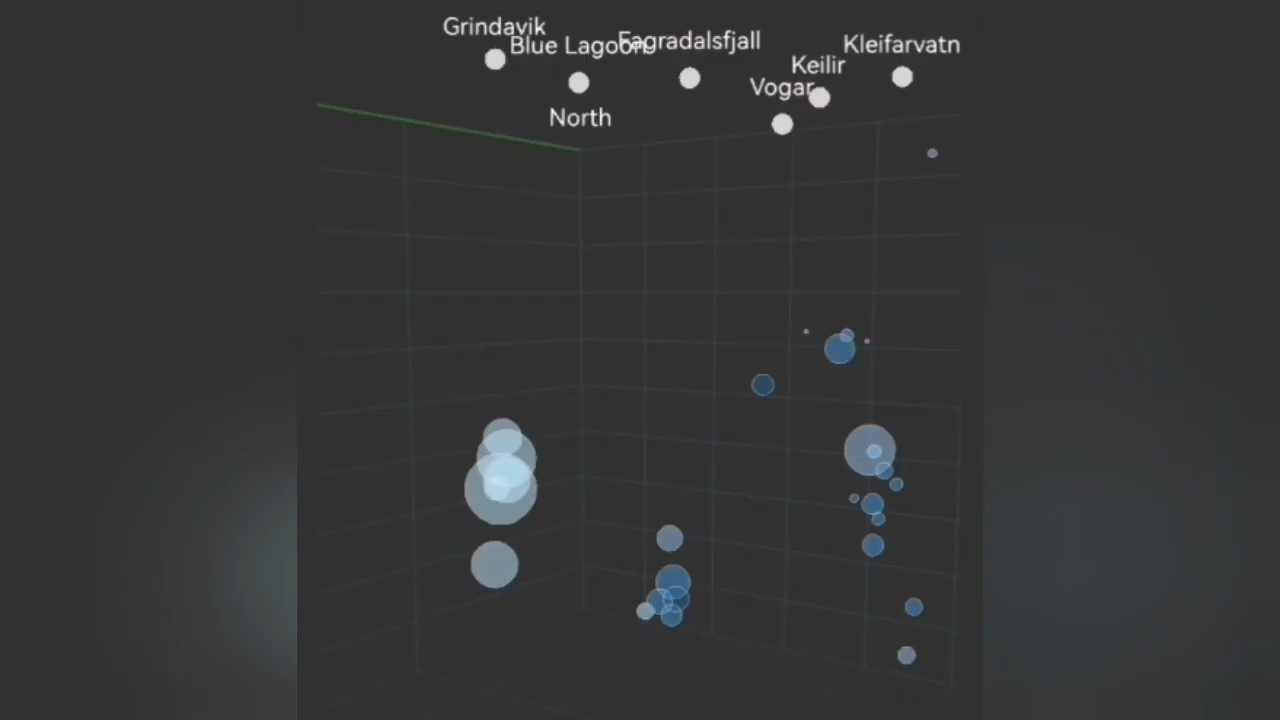 Grindavik
Blue Lagoon
Fagradalsfjall
Kleifarvatn
Keilir
Vogar
North